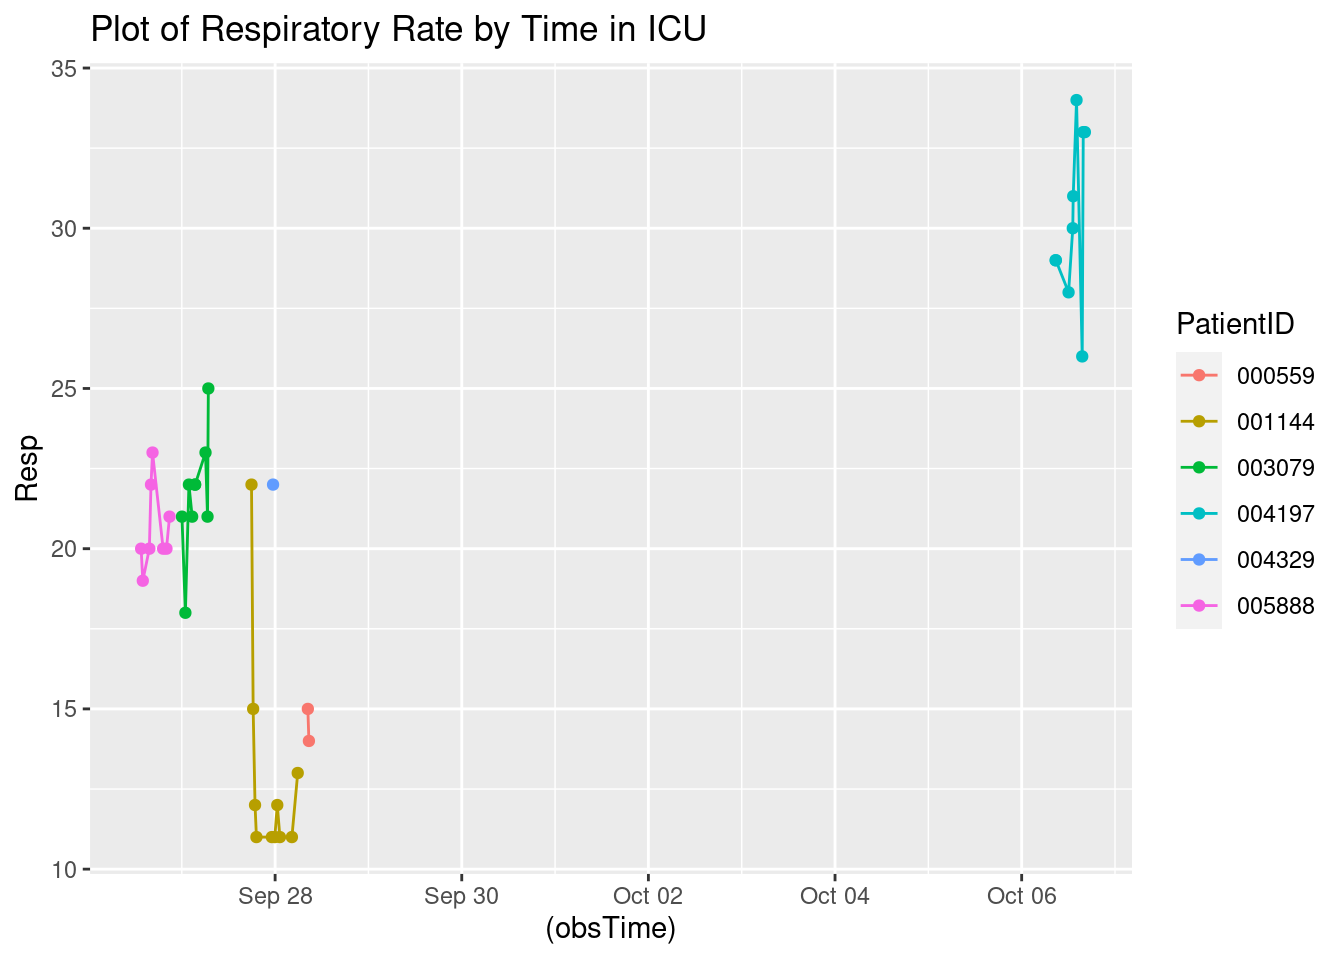 Plot of Respiratory Rate by Time in ICU
35
30
25
20
15
10
Resp
Sep 28
Sep 30
Oct 02
Oct 04
Oct 06
(obsTime)
PatientID
000559
001144
003079
004197
004329
005888